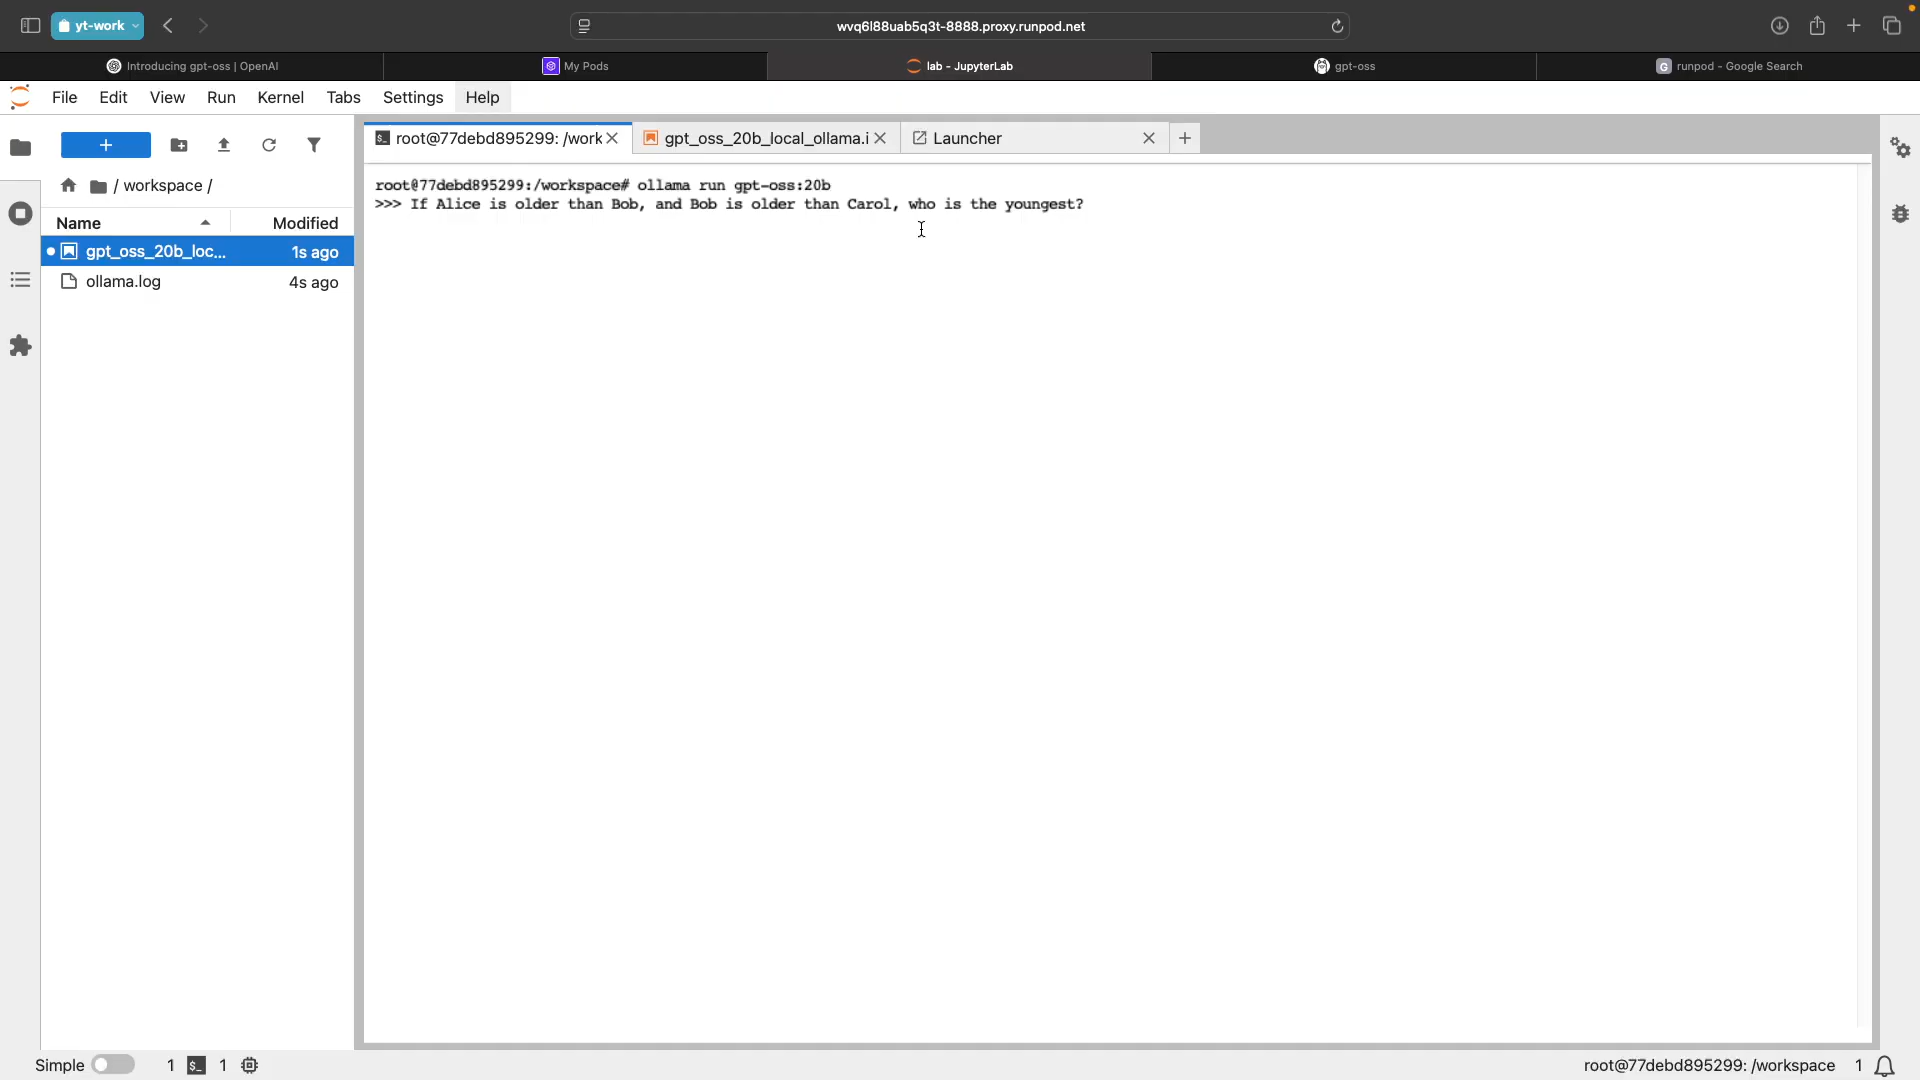 yt-work
wvq6l88uab5q3t-8888.proxy.runpod.net
Introducing gpt-oss | OpenAI
My Pods
lab - JupyterLab
gpt-oss
G runpod - Google Search
File Edit View Run Kernel Tabs Settings Help
root@77debd895299: /work
gpt_oss_20b_local_ollama.i
Launcher
/ workspace /
Name Modified
gpt_oss_20b_loc... 1s ago
ollama.log 4s ago
root@77debd895299:/workspace# ollama run gpt-oss:20b
>>> If Alice is older than Bob, and Bob is older than Carol, who is the youngest?
Simple 1 $_ 1
root@77debd895299: /workspace 1